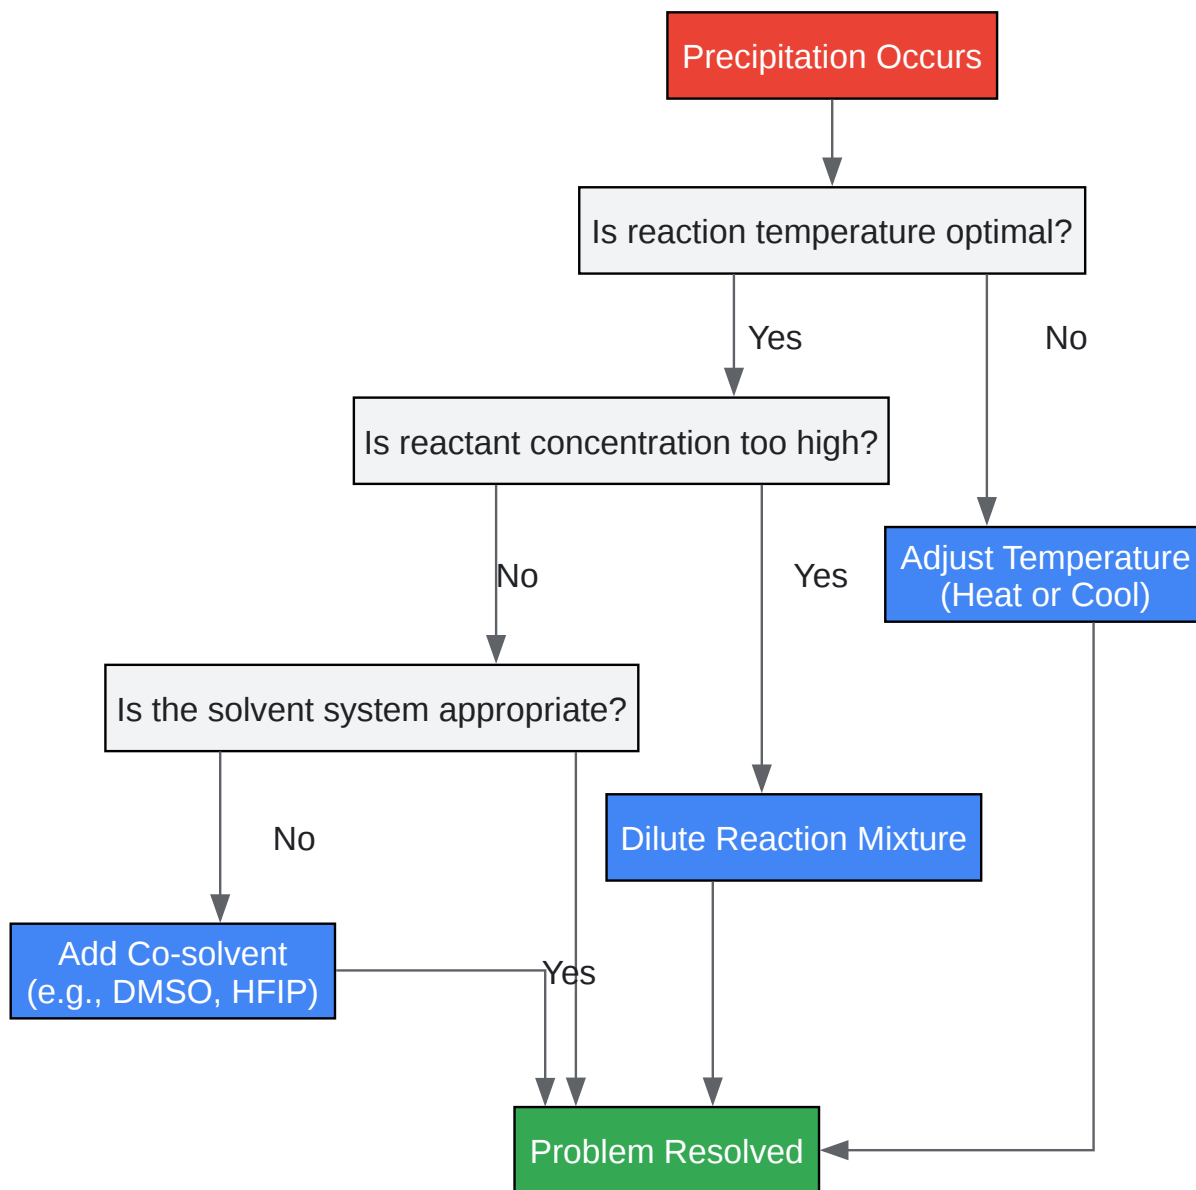 Precipitation Occurs
Is reaction temperature optimal?
Yes
No
Is reactant concentration too high?
Adjust Temperature
(Heat or Cool)
No
Yes
Is the solvent system appropriate?
Dilute Reaction Mixture
No
Add Co-solvent
(e.g., DMSO, HFIP)
Yes
Problem Resolved